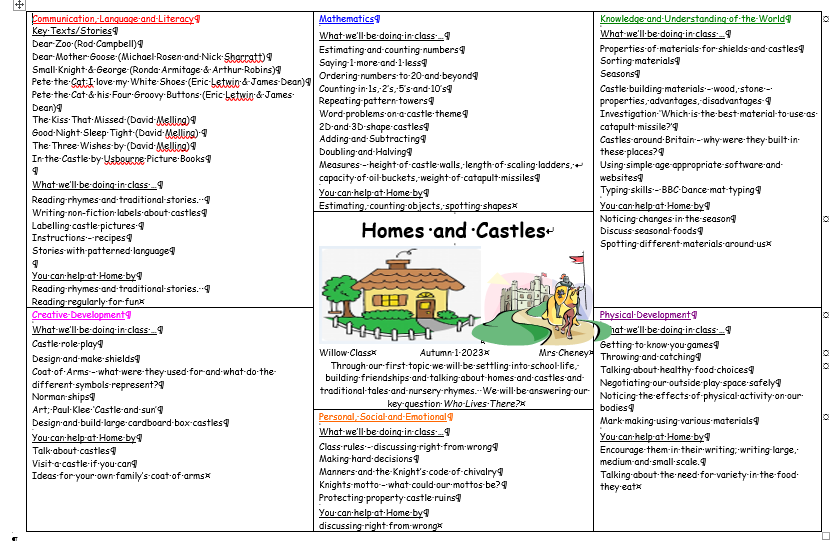 Communication, Language and Literacy
Key Texts/Stories
Dear Zoo (Rod Campbell)
Dear Mother Goose (Michael Rosen and Nick Sharratt)
Small Knight & George (Ronda Armitage & Arthur Robins)
Pete the Cat:I love my White Shoes (Eric Letwin & James Dean)
Pete the Cat & his Four Groovy Buttons (Eric Letwin & James
Dean)
The Kiss That Missed (David Melling)
Good Night Sleep Tight (David Melling)
The Three Wishes by (David Melling)
In the Castle by Usbourne Picture Books
What we'll be doing in class …
Reading rhymes and traditional stories.
Writing non-fiction labels about castles
Labelling castle pictures
Instructions – recipes
Stories with patterned language
You can help at Home by
Reading rhymes and traditional stories.
Reading regularly for fun
Creative Development
What we'll be doing in class …
Castle role play
Design and make shields
Coat of Arms – what were they used for and what do the
different symbols represent?
Norman ships
Art; Paul Klee 'Castle and sun'
Design and build large cardboard box castles
You can help at Home by
Talk about castles
Visit a castle if you can
Ideas for your own family's coat of arms
Mathematics
What we'll be doing in class …
Estimating and counting numbers
Saying 1 more and 1 less
Ordering numbers to 20 and beyond
Counting in 1s, 2's, 5's and 10's
Repeating pattern towers
Word problems on a castle theme
2D and 3D shape castles
Adding and Subtracting
Doubling and Halving
Measures – height of castle walls, length of scaling ladders,
capacity of oil buckets, weight of catapult missiles
You can help at Home by
Estimating, counting objects, spotting shapes
Homes and Castles
Willow Class Autumn 1 2023 Mrs Cheney
Through our first topic we will be settling into school life,
building friendships and talking about homes and castles and
traditional tales and nursery rhymes. We will be answering our
key question Who Lives There?
Personal, Social and Emotional
What we'll be doing in class …
Class rules – discussing right from wrong
Making hard decisions
Manners and the Knight's code of chivalry
Knights motto – what could our mottos be?
Protecting property castle ruins
You can help at Home by
discussing right from wrong
Knowledge and Understanding of the World
What we'll be doing in class …
Properties of materials for shields and castles
Sorting materials
Seasons
Castle building materials – wood, stone –
properties, advantages, disadvantages
Investigation 'Which is the best material to use as
catapult missile?'
Castles around Britain – why were they built in
these places?
Using simple age appropriate software and
websites
Typing skills – BBC Dance mat typing
You can help at Home by
Noticing changes in the season
Discuss seasonal foods
Spotting different materials around us
Physical Development
What we'll be doing in class …
Getting to know you games
Throwing and catching
Talking about healthy food choices
Negotiating our outside play space safely
Noticing the effects of physical activity on our
bodies
Mark making using various materials
You can help at Home by
Encourage them in their writing; writing large,
medium and small scale.
Talking about the need for variety in the food
they eat